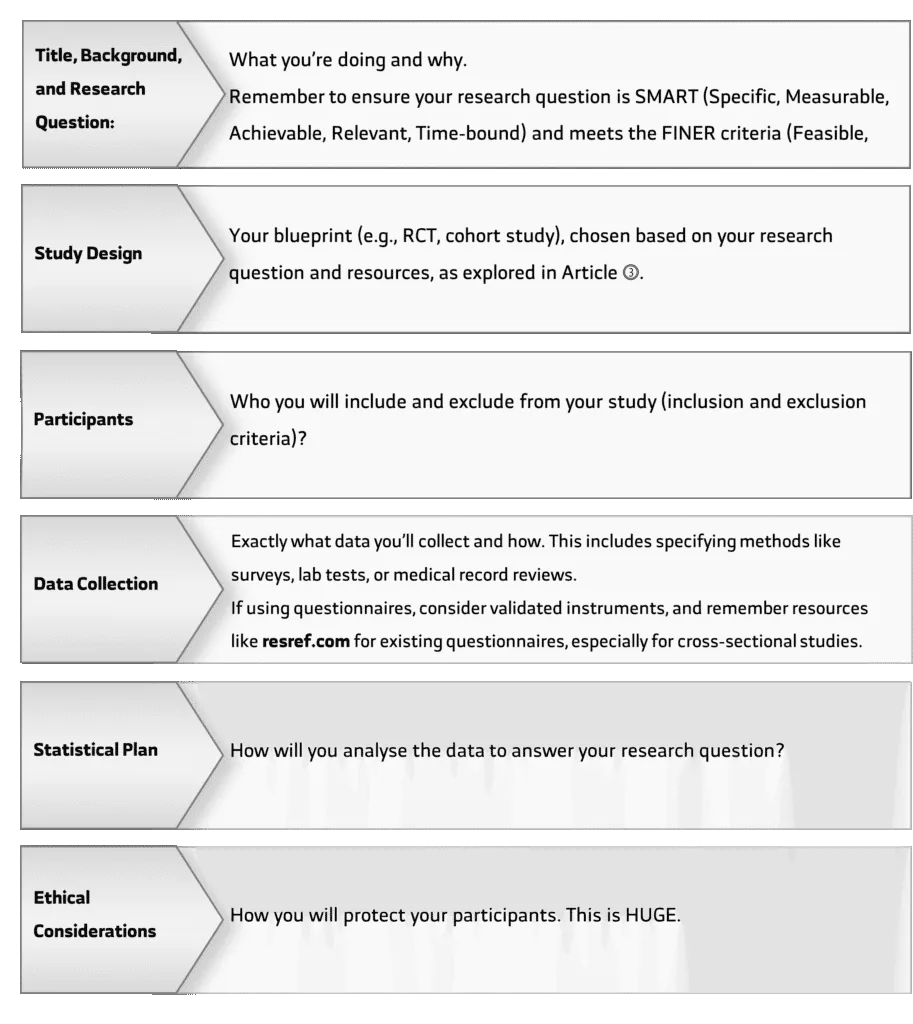 Title, Background,
and Research
Question:
What you're doing and why.
Remember to ensure your research question is SMART (Specific, Measurable,
Achievable, Relevant, Time-bound) and meets the FINER criteria (Feasible,
Study Design
Your blueprint (e.g., RCT, cohort study), chosen based on your research
question and resources, as explored in Article ③.
Participants
Who you will include and exclude from your study (inclusion and exclusion
criteria)?
Data Collection
Exactly what data you'll collect and how. This includes specifying methods like
surveys, lab tests, or medical record reviews.
If using questionnaires, consider validated instruments, and remember resources
like resref.com for existing questionnaires, especially for cross-sectional studies.
Statistical Plan
How will you analyse the data to answer your research question?
Ethical
Considerations
How you will protect your participants. This is HUGE.